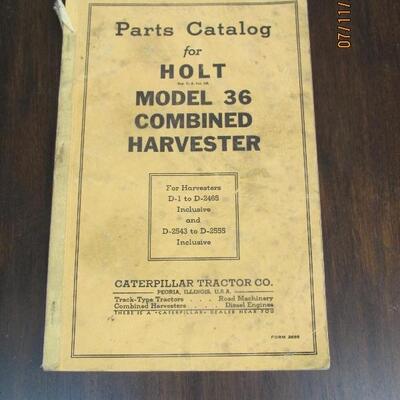 Parts Catalog
for
HOLT
MODEL 36
COMBINED
HARVESTER
For Harvesters
D-1 to D-2465
Inclusive
and
D-2543 to D-2555
Inclusive
CATERPILLAR TRACTOR CO.
PEORIA, ILLINOIS, U.S.A.
Track-Type Tractors . . . Road Machinery
Combined Harvesters . . . Diesel Engines
THERE IS A "CATERPILLAR" DEALER NEAR YOU
FORM
07/11/